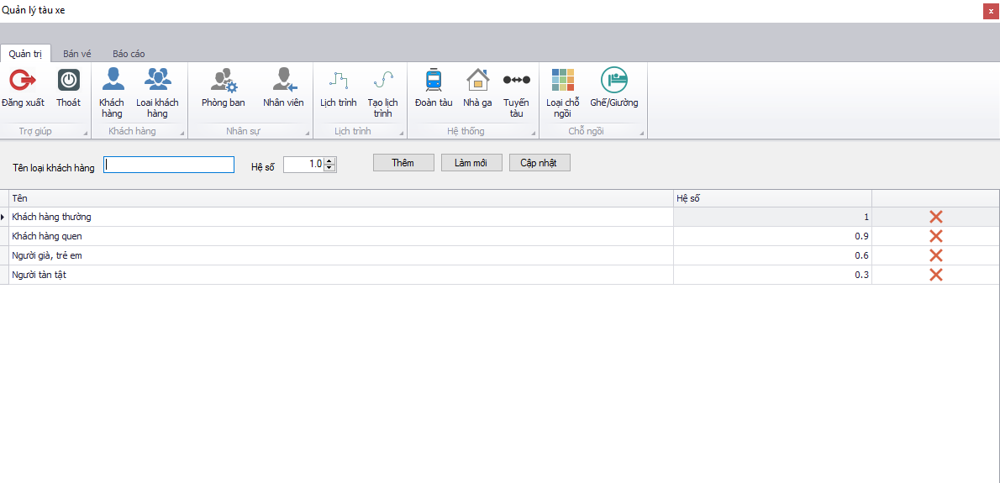 Quản lý tàu xe
x
Quản trị Bán vé Báo cáo
Đăng xuất Thoát Khách hàng Loại khách hàng Phòng ban Nhân viên Lịch trình Tạo lịch trình Đoàn tàu Nhà ga Tuyến tàu Loại chỗ ngồi Ghế/Giường
Trợ giúp Khách hàng Nhân sự Lịch trình Hệ thống Chỗ ngồi
Tên loại khách hàng Hệ số 1.0 Thêm Làm mới Cập nhật
Tên Hệ số
Khách hàng thường 1
Khách hàng quen 0.9
Người già, trẻ em 0.6
Người tàn tật 0.3